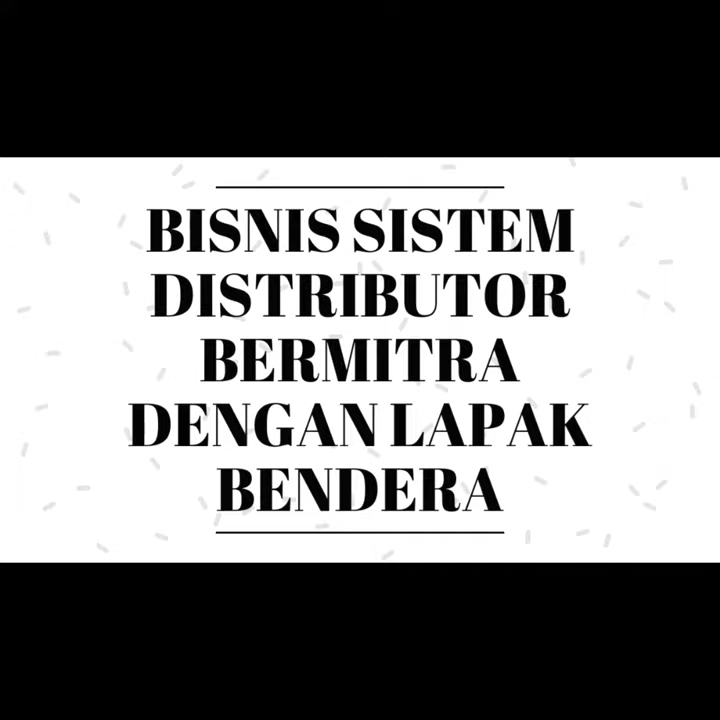 BISNIS SISTEM
DISTRIBUTOR
BERMITRA
DENGAN LAPAK
BENDERA